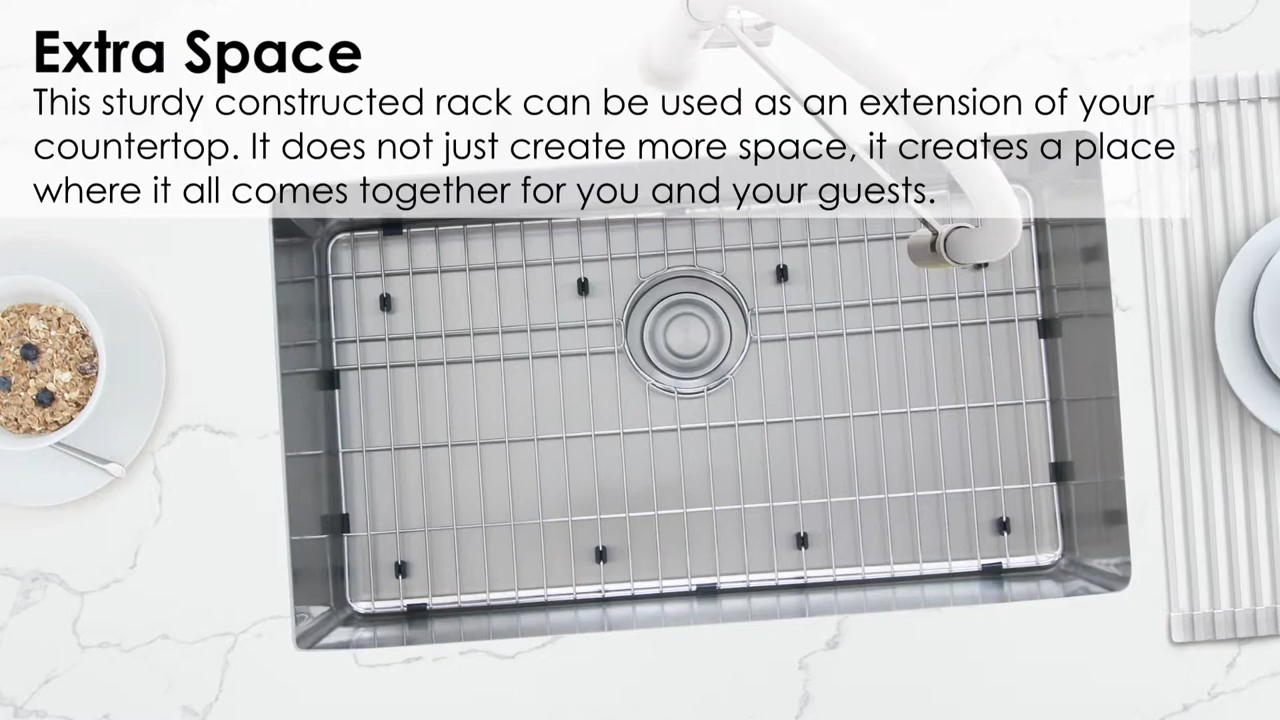 Extra Space
This sturdy constructed rack can be used as an extension of your
countertop. It does not just create more space, it creates a place
where it all comes together for you and your guests.